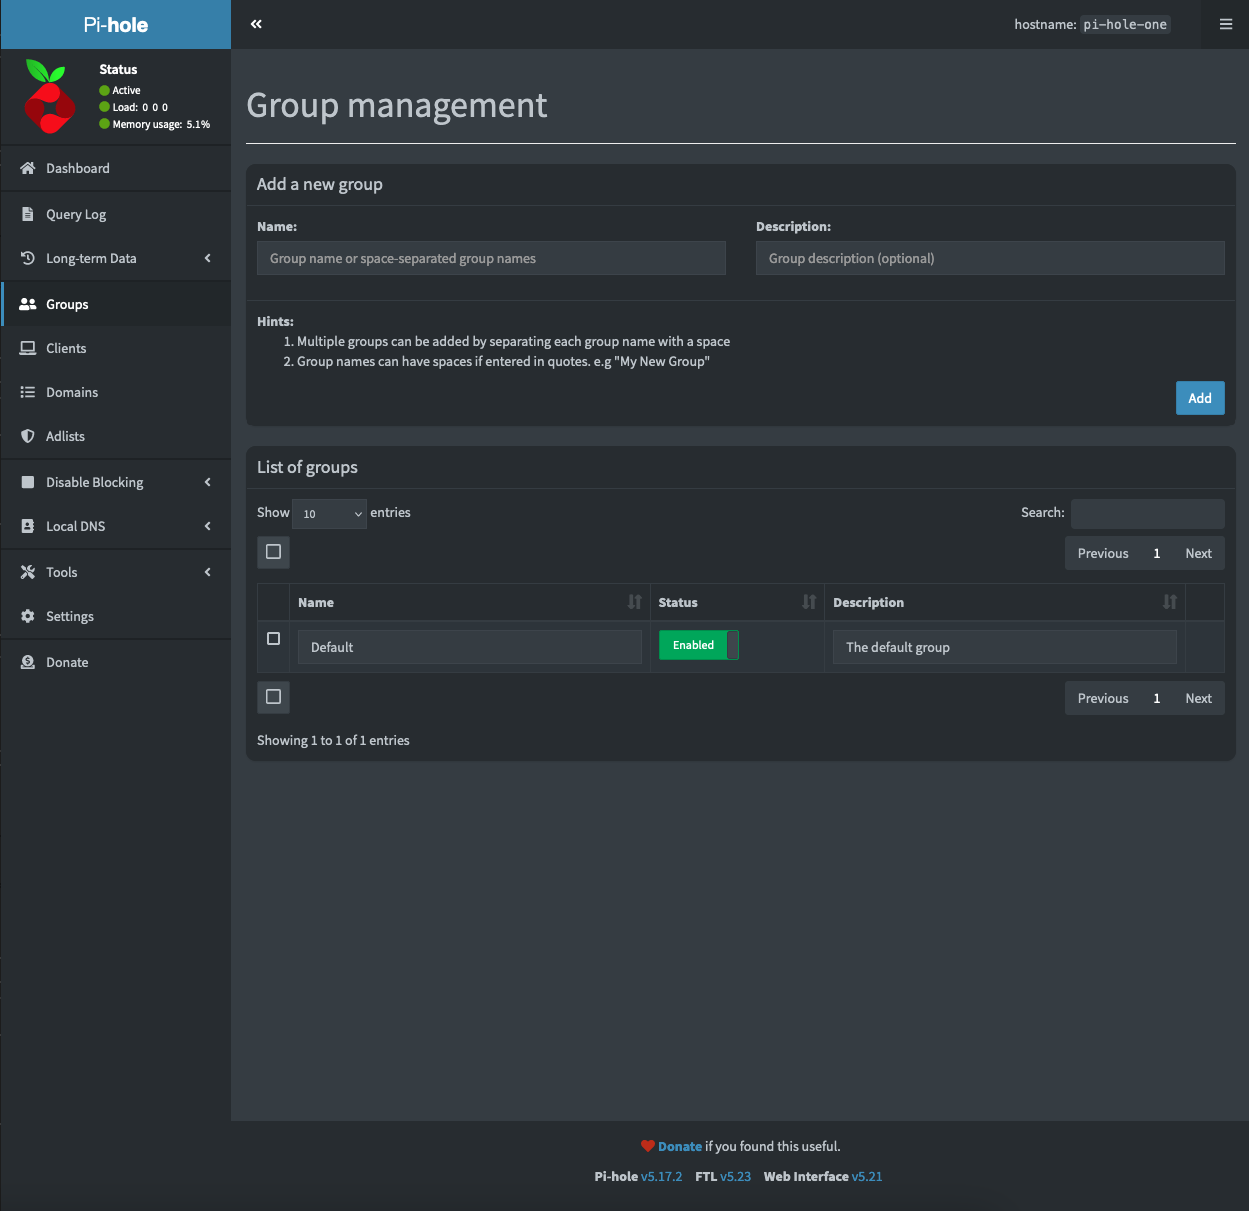 Pi-hole
hostname: pi-hole-one
Status
Active
Load: 0 0 0
Memory usage: 5.1%
Dashboard
Query Log
Long-term Data
Groups
Clients
Domains
Adlists
Disable Blocking
Local DNS
Tools
Settings
Donate
Group management
Add a new group
Name: Description:
Group name or space-separated group names Group description (optional)
Hints:
1. Multiple groups can be added by separating each group name with a space
2. Group names can have spaces if entered in quotes. e.g "My New Group"
Add
List of groups
Show 10 entries Search:
Previous 1 Next
Name Status Description
Default Enabled The default group
Previous 1 Next
Showing 1 to 1 of 1 entries
Donate if you found this useful.
Pi-hole v5.17.2 FTL v5.23 Web Interface v5.21